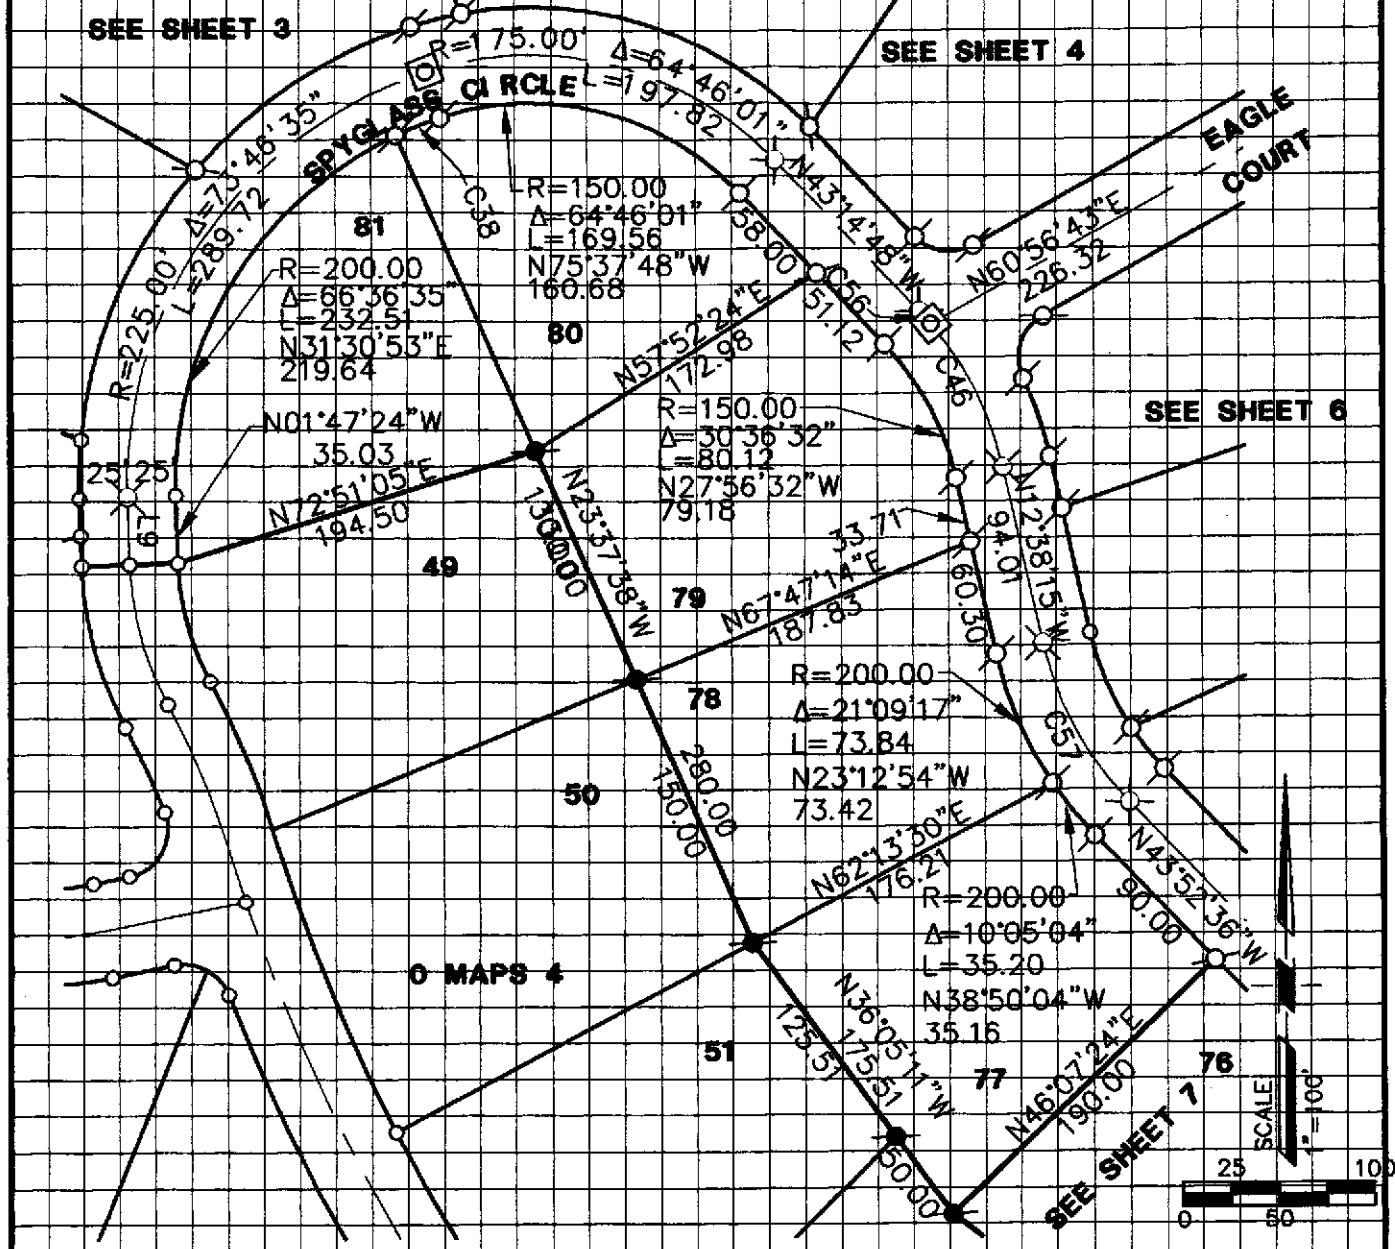 SEE SHEET 3
R=175.00'
Δ=64°46'01"
L=197.82
SEE SHEET 4
SPYGLASS CIRCLE
EAGLE
COURT
Δ=73°46'35"
L=289.72
R=225.00'
81
C38
R=150.00
Δ=64°46'01"
L=169.56
N75°37'48"W
160.68
158.00
N43°14'48"W
N60°56'43"E
226.32
R=200.00
Δ=66°36'35"
L=232.51
N31°30'53"E
219.64
80
N57°52'24"E
172.98
C56
51.12
C46
SEE SHEET 6
N01°47'24"W
35.03
25'
25'
67
N72°51'05"E
194.50
R=150.00
Δ=30°36'32"
L=80.12
N27°56'32"W
79.18
33.71
N12°38'15"W
94.01
N23°37'38"W
49
79
N67°47'14"E
187.83
60.30
78
R=200.00
Δ=21°09'17"
L=73.84
N23°12'54"W
73.42
C57
280.00
150.00
50
N62°13'30"E
176.21
N43°52'36"W
90.00
R=200.00
Δ=10°05'04"
L=35.20
N38°50'04"W
35.16
O MAPS 4
N36°05'11"W
175.51
125.51
51
77
N46°07'24"E
190.00
76
50.00
SEE SHEET 7
SCALE:
1"=100'
25
100
0
50